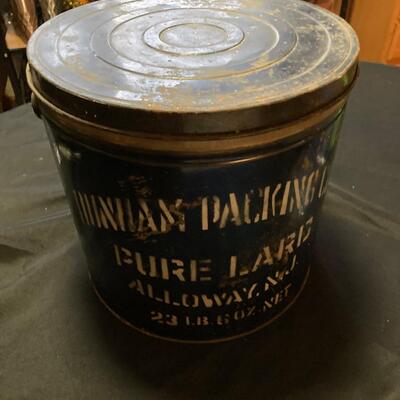 PACKING
PURE LARD
ALLOWAY, N.J.
23 LB. 6 OZ. NET